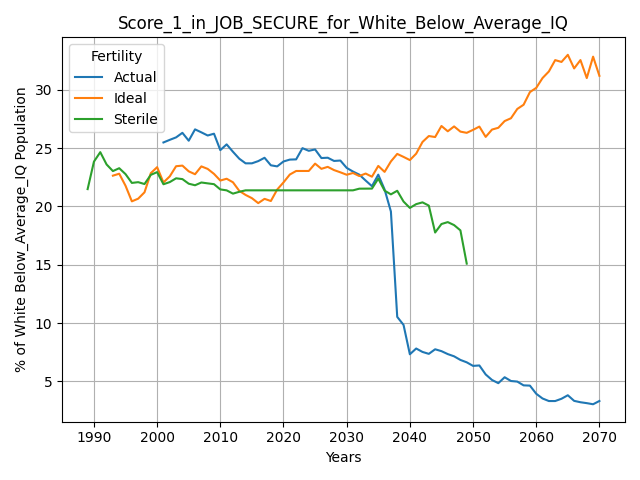 Score_1_in_JOB_SECURE_for_White_Below_Average_IQ
Fertility
Actual
Ideal
Sterile
% of White Below_Average_IQ Population
30
25
20
15
10
5
1990 2000 2010 2020 2030 2040 2050 2060 2070
Years